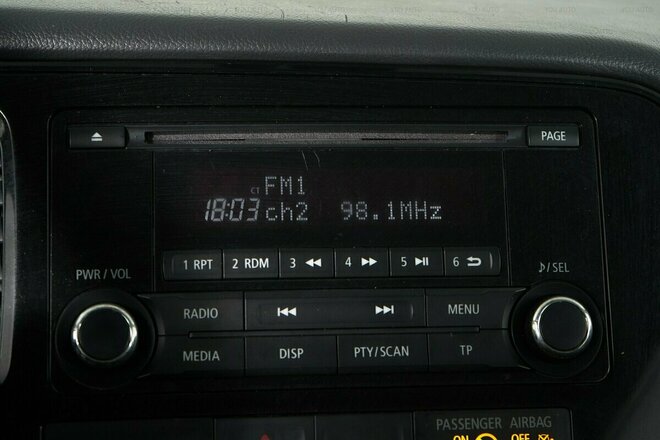 PAGE
CT FM1
18:03 ch2 98.1MHz
1 RPT 2 RDM 3 4 5 6
PWR/VOL
♪/SEL
RADIO MENU
MEDIA DISP PTY/SCAN TP
PASSENGER AIRBAG
ON OFF